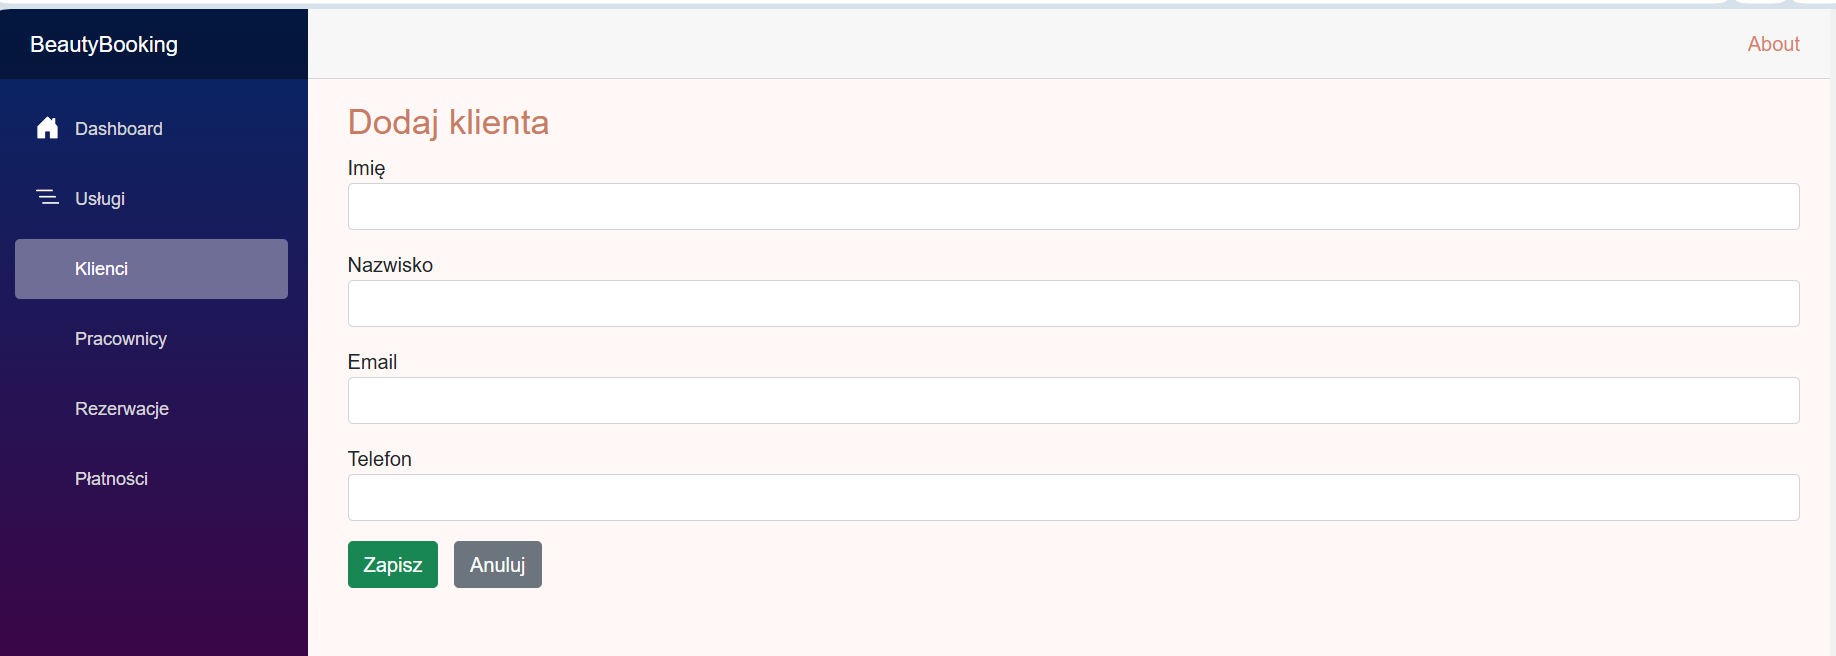 BeautyBooking
About
Dashboard
Usługi
Klienci
Pracownicy
Rezerwacje
Płatności
Dodaj klienta
Imię
Nazwisko
Email
Telefon
Zapisz
Anuluj